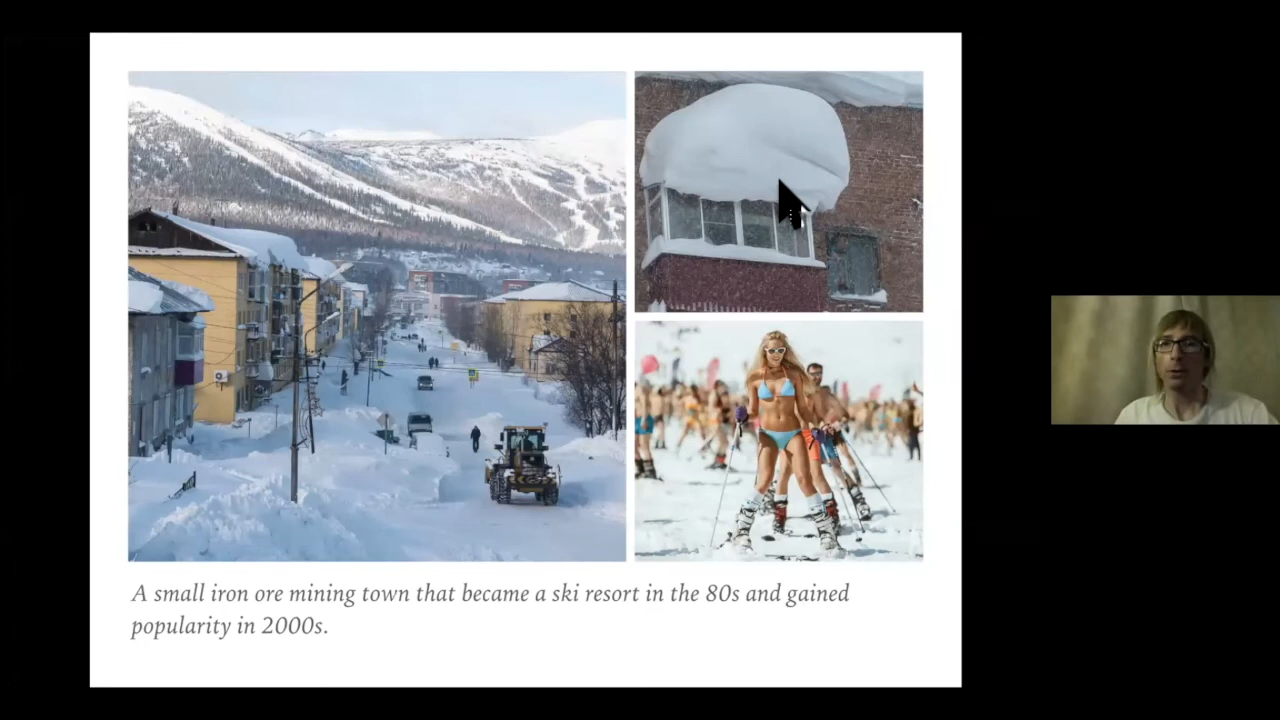 A small iron ore mining town that became a ski resort in the 80s and gained
popularity in 2000s.